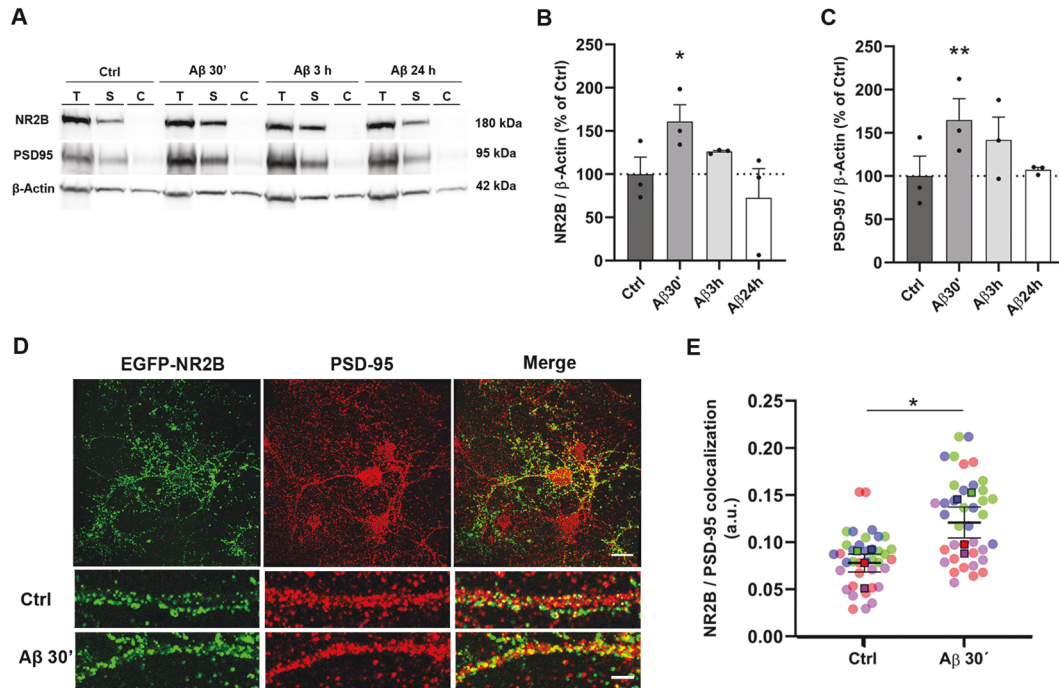 A
Ctrl Aβ 30' Aβ 3 h Aβ 24 h
T S C T S C T S C T S C
NR2B 180 kDa
PSD95 95 kDa
β-Actin 42 kDa
B
NR2B / β-Actin (% of Ctrl)
250
200
150
100
50
0
*
Ctrl Aβ30' Aβ3h Aβ24h
C
PSD-95 / β-Actin (% of Ctrl)
250
200
150
100
50
0
**
Ctrl Aβ30' Aβ3h Aβ24h
D
EGFP-NR2B PSD-95 Merge
Ctrl
Aβ 30'
E
NR2B / PSD-95 colocalization
(a.u.)
0.25
0.20
0.15
0.10
0.05
0.00
*
Ctrl Aβ 30´